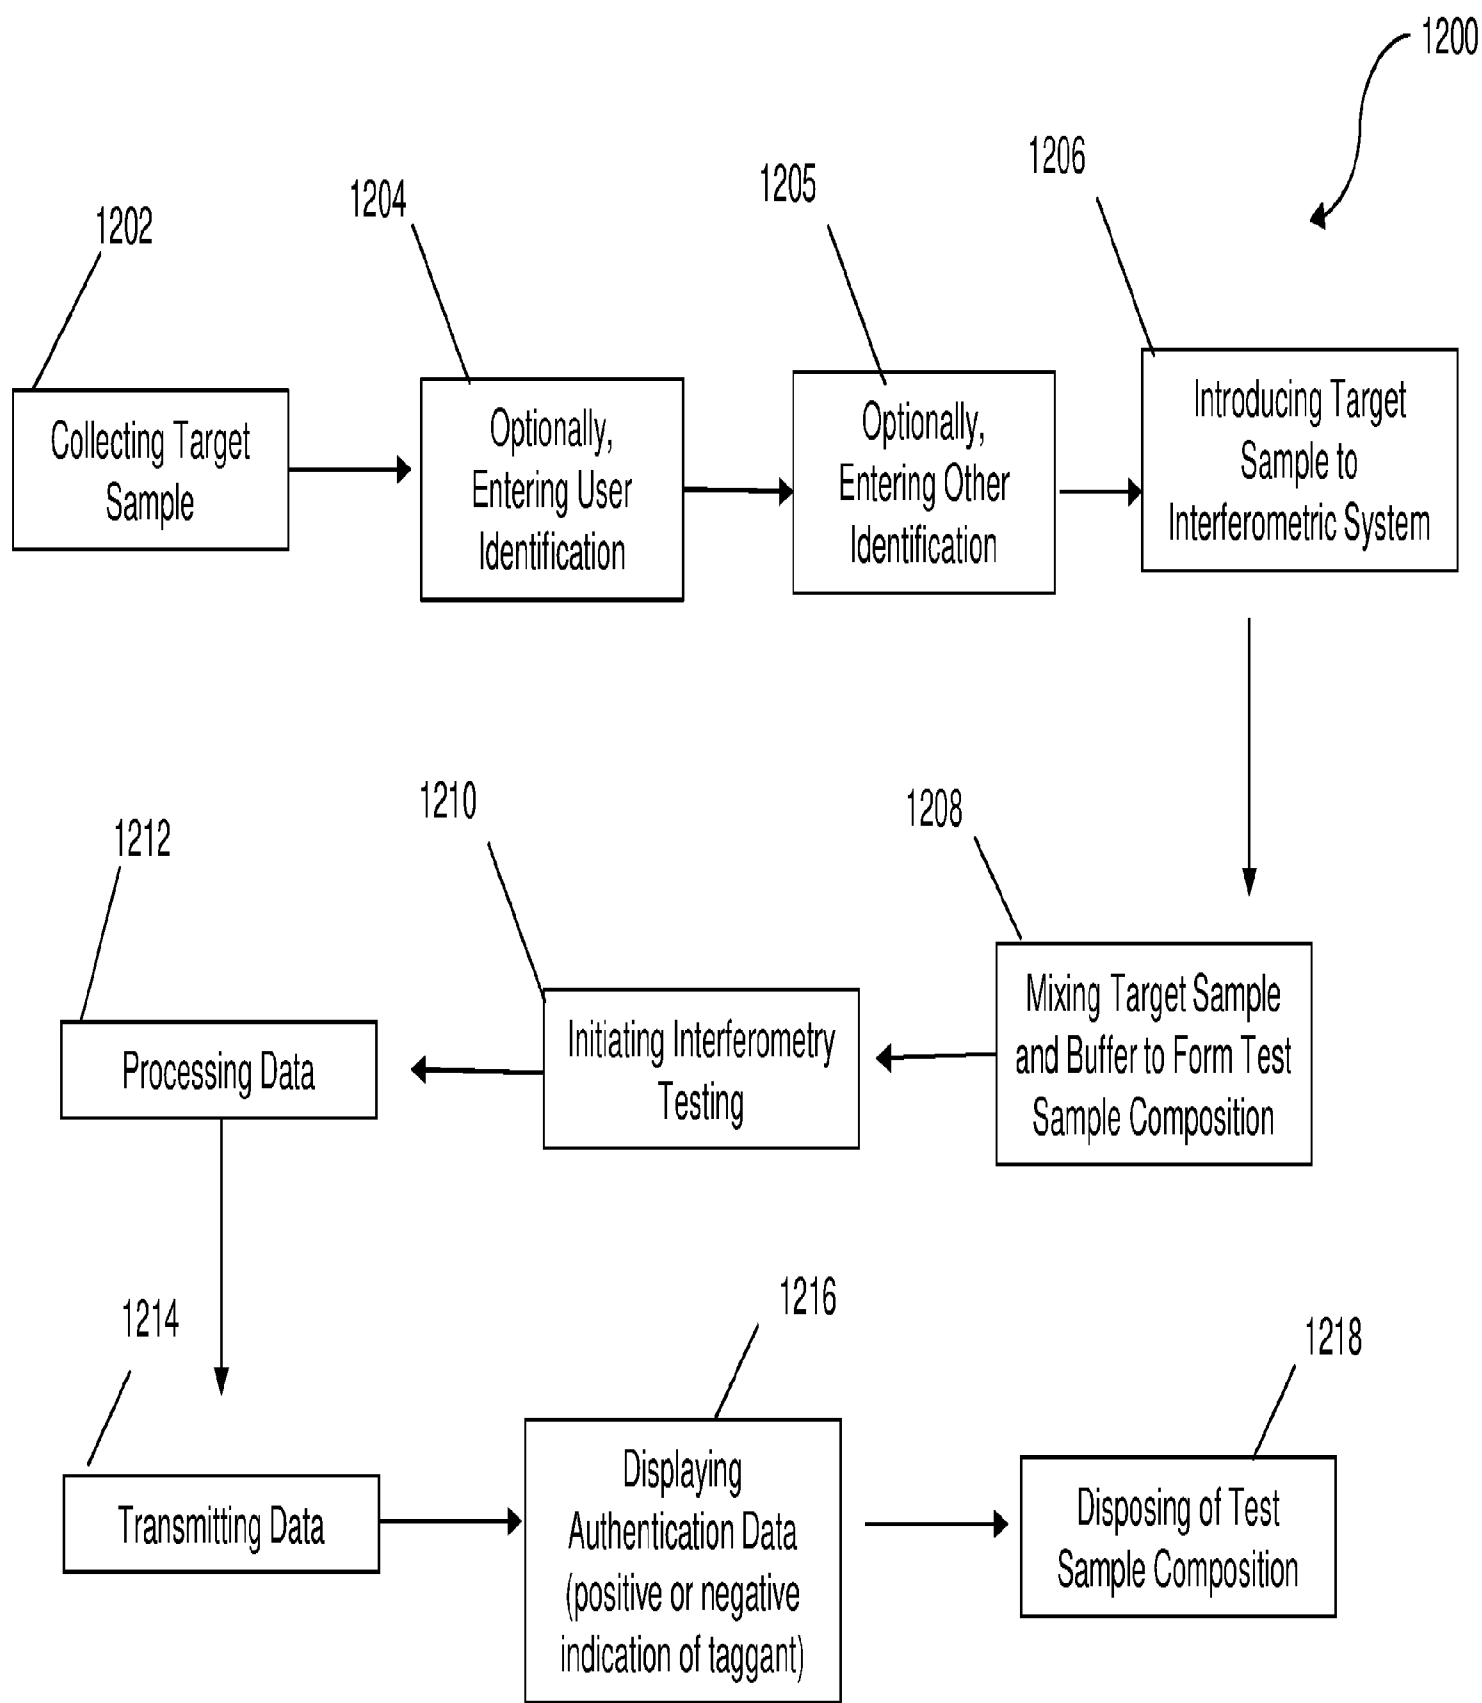 1200
1202
1204
1205
1206
Collecting Target
Sample
Optionally,
Entering User
Identification
Optionally,
Entering Other
Identification
Introducing Target
Sample to
Interferometric System
1212
1210
1208
Processing Data
Initiating Interferometry
Testing
Mixing Target Sample
and Buffer to Form Test
Sample Composition
1214
1216
1218
Transmitting Data
Displaying
Authentication Data
(positive or negative
indication of taggant)
Disposing of Test
Sample Composition